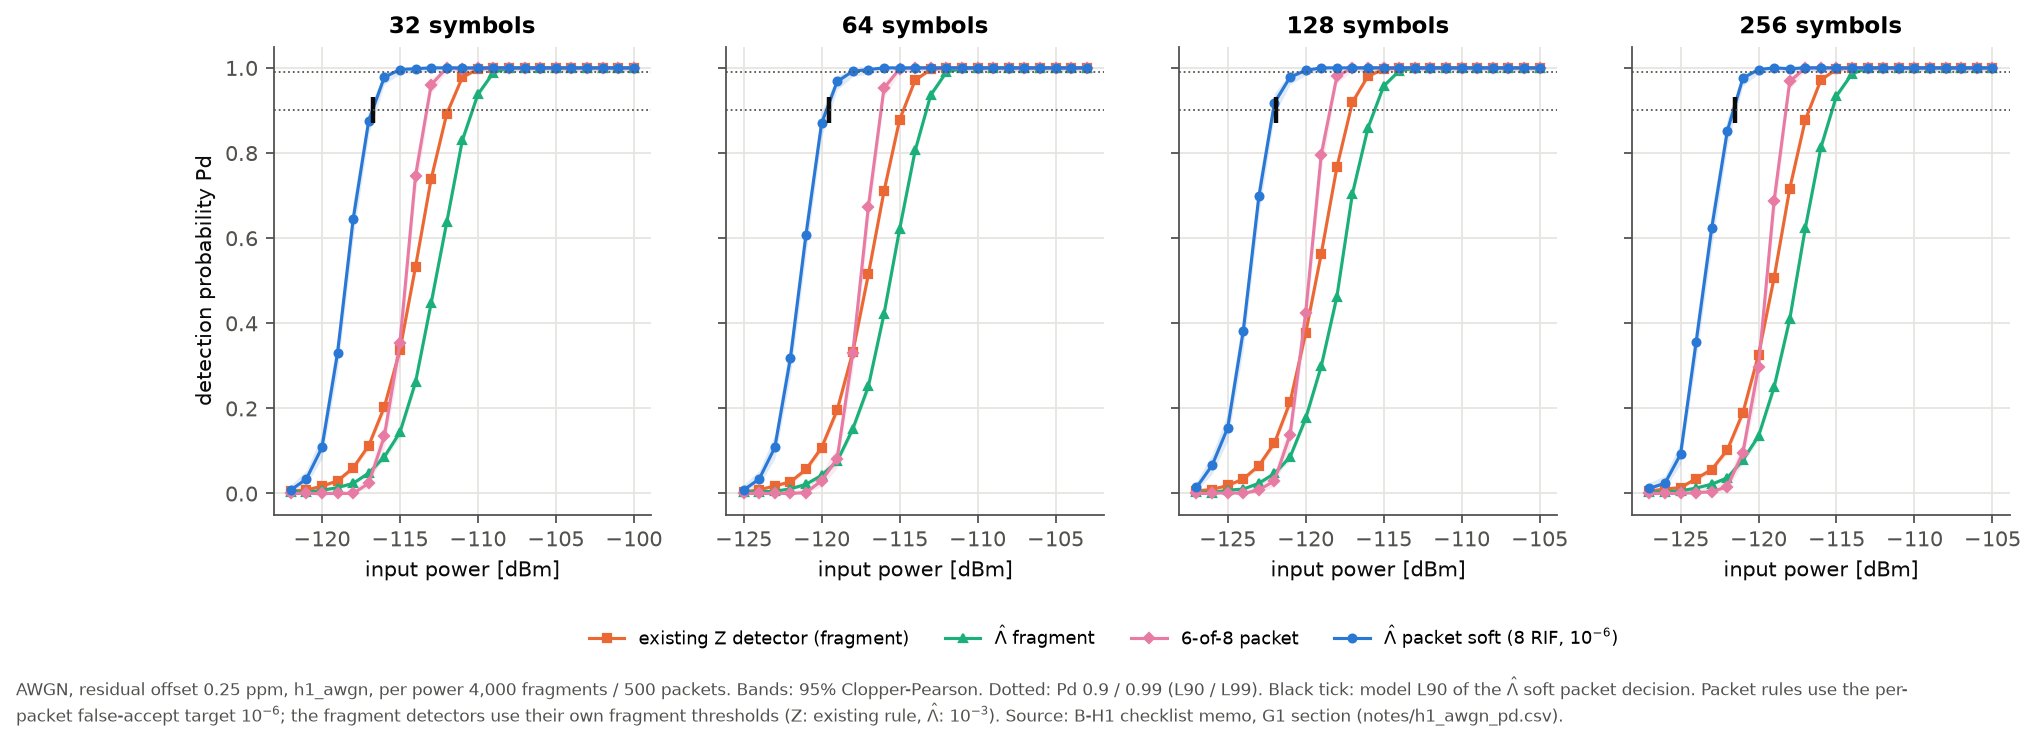 32 symbols
64 symbols
128 symbols
256 symbols
detection probability Pd
1.0
0.8
0.6
0.4
0.2
0.0
−120 −115 −110 −105 −100
−125 −120 −115 −110 −105
−125 −120 −115 −110 −105
−125 −120 −115 −110 −105
input power [dBm]
input power [dBm]
input power [dBm]
input power [dBm]
existing Z detector (fragment)
Λ̂ fragment
6-of-8 packet
Λ̂ packet soft (8 RIF, 10⁻⁶)
AWGN, residual offset 0.25 ppm, h1_awgn, per power 4,000 fragments / 500 packets. Bands: 95% Clopper-Pearson. Dotted: Pd 0.9 / 0.99 (L90 / L99). Black tick: model L90 of the Λ̂ soft packet decision. Packet rules use the per-
packet false-accept target 10⁻⁶; the fragment detectors use their own fragment thresholds (Z: existing rule, Λ̂: 10⁻³). Source: B-H1 checklist memo, G1 section (notes/h1_awgn_pd.csv).